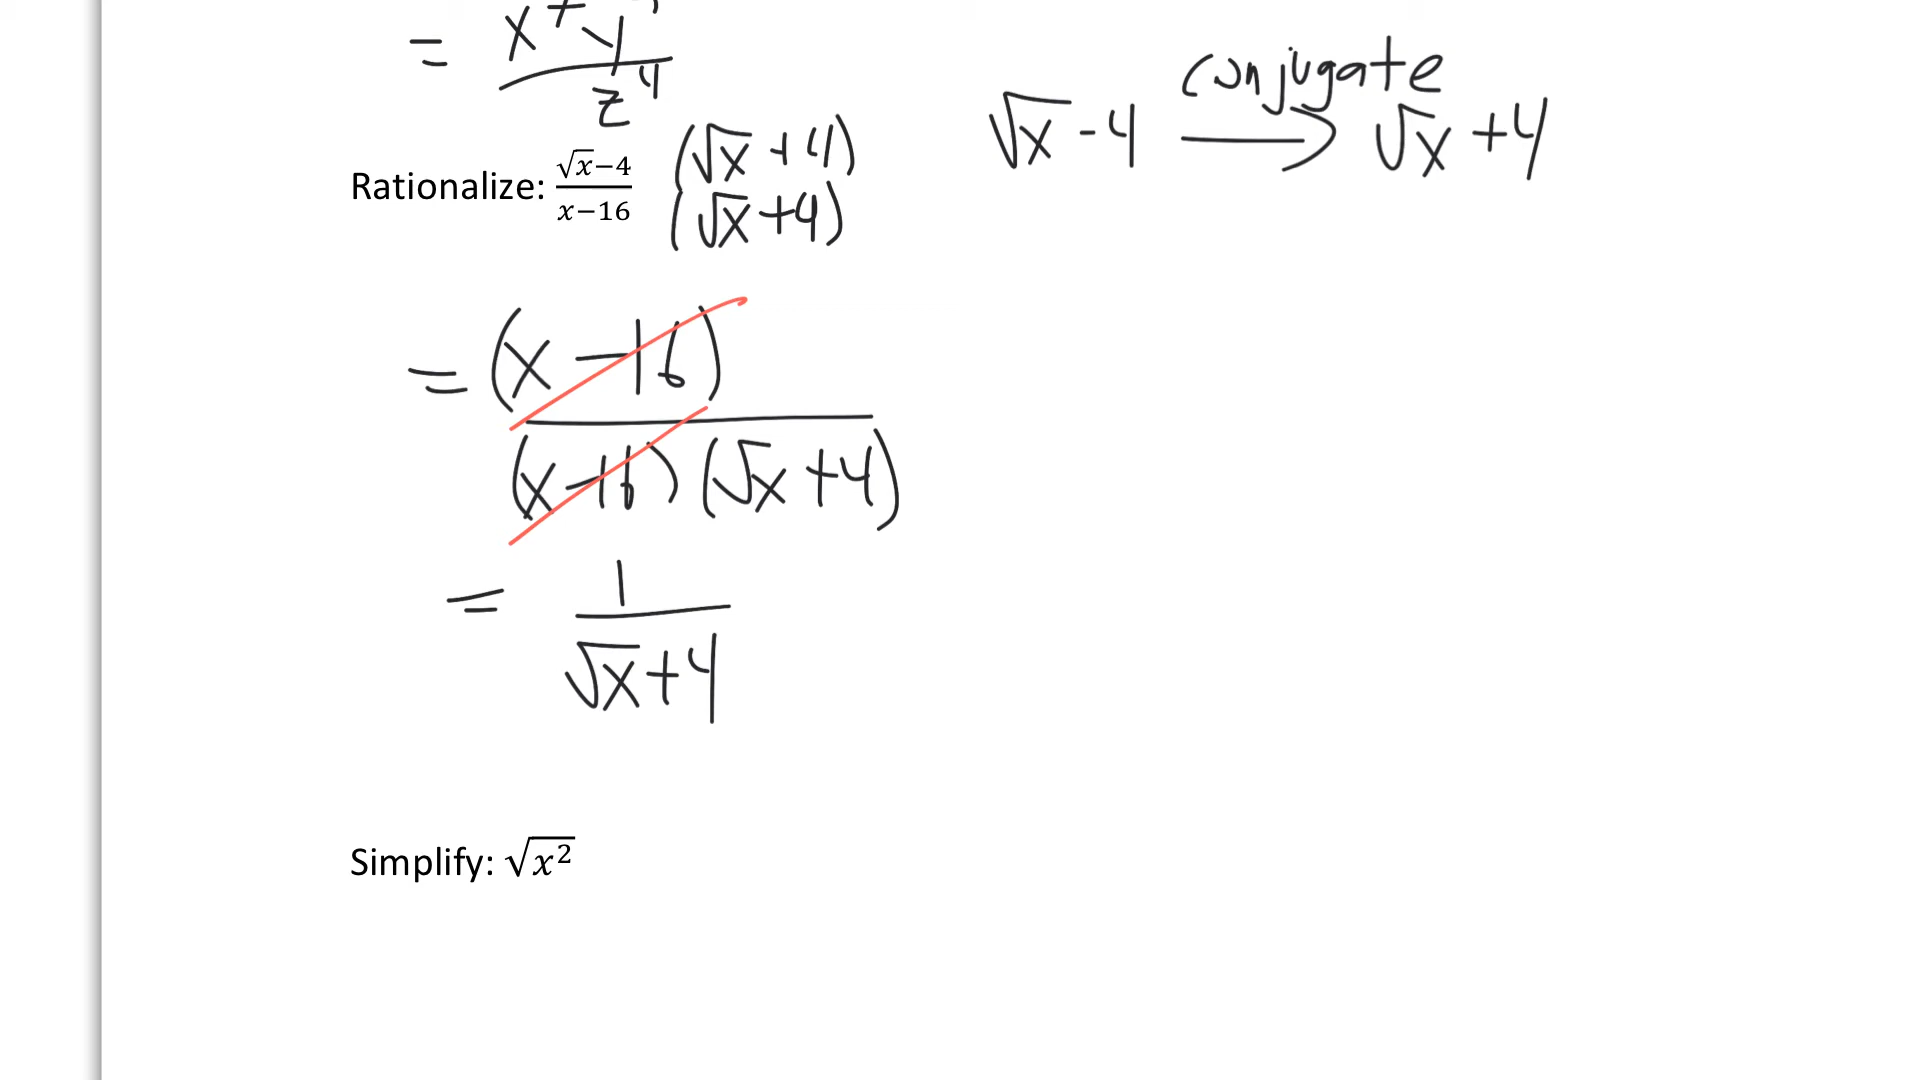 = x⁷y / z⁴
conjugate
√x - 4 → √x + 4
Rationalize: (√x−4)/(x−16) (√x + 4)/(√x + 4)
= (x - 16)
(x-16) (√x + 4)
= 1
√x + 4
Simplify: √x²